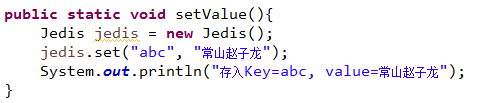 public static void setValue(){
    Jedis jedis = new Jedis();
    jedis.set("abc", "常山赵子龙");
    System.out.println("存入Key=abc, value=常山赵子龙");
}